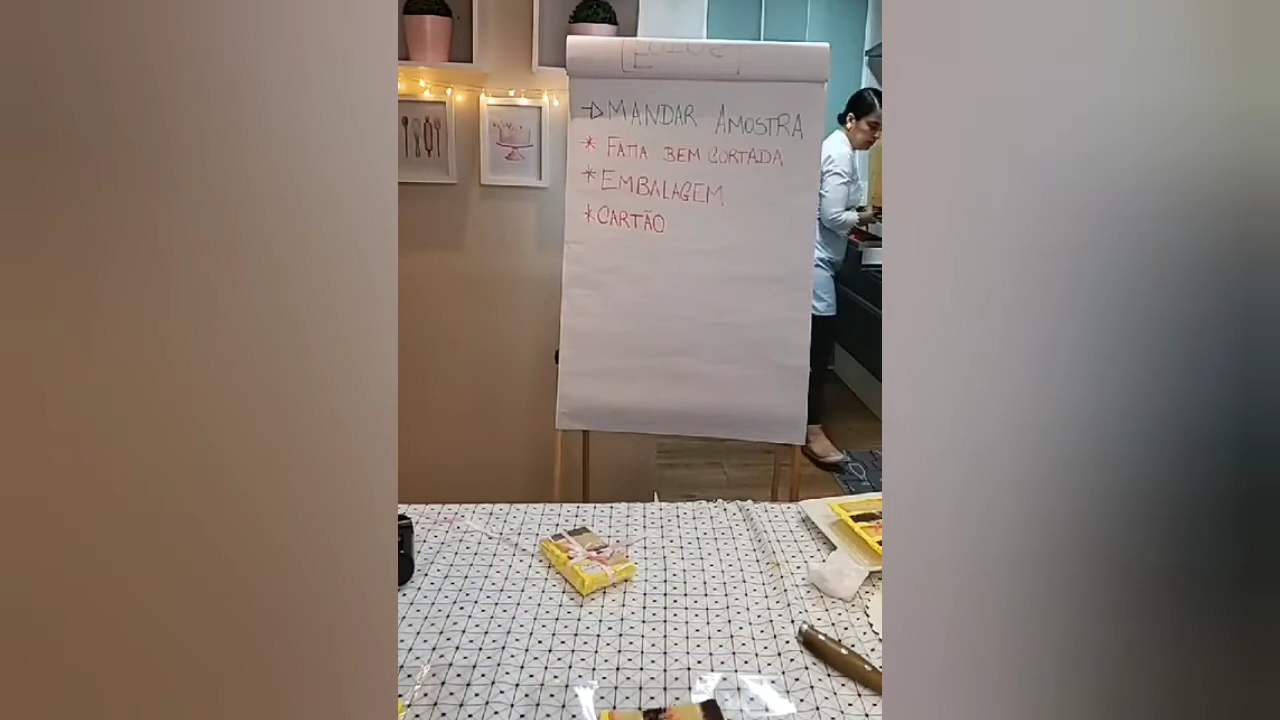 →MANDAR AMOSTRA
* FATIA BEM CORTADA
* EMBALAGEM
* CARTÃO